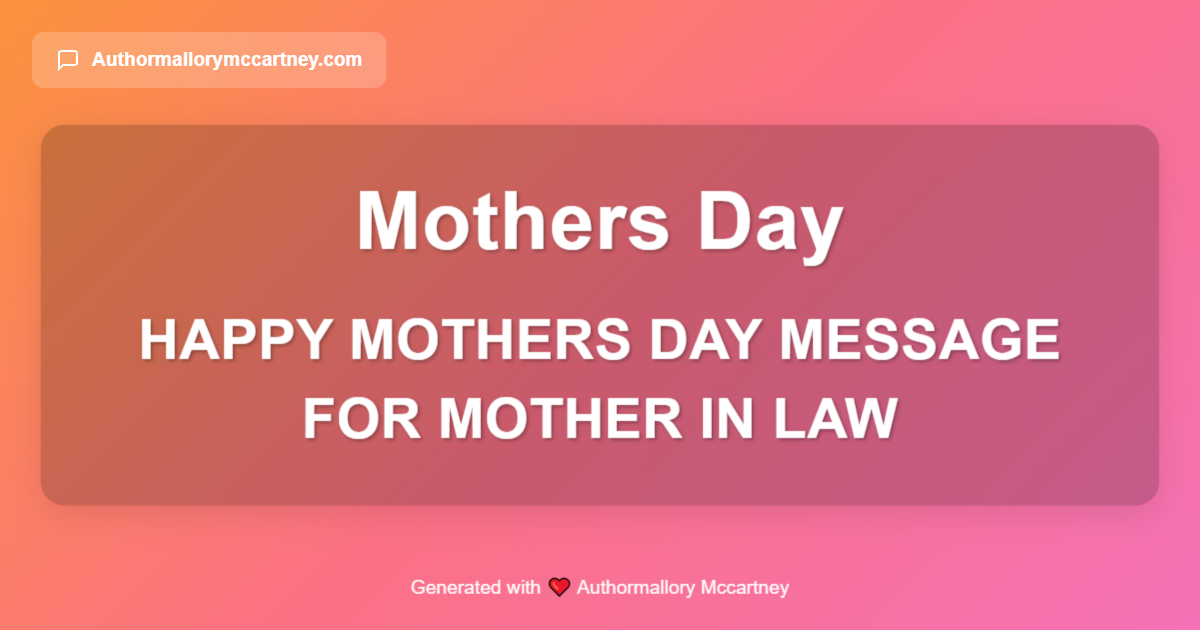 Authormallorymccartney.com
Mothers Day
HAPPY MOTHERS DAY MESSAGE
FOR MOTHER IN LAW
Generated with ❤️ Authormallory Mccartney